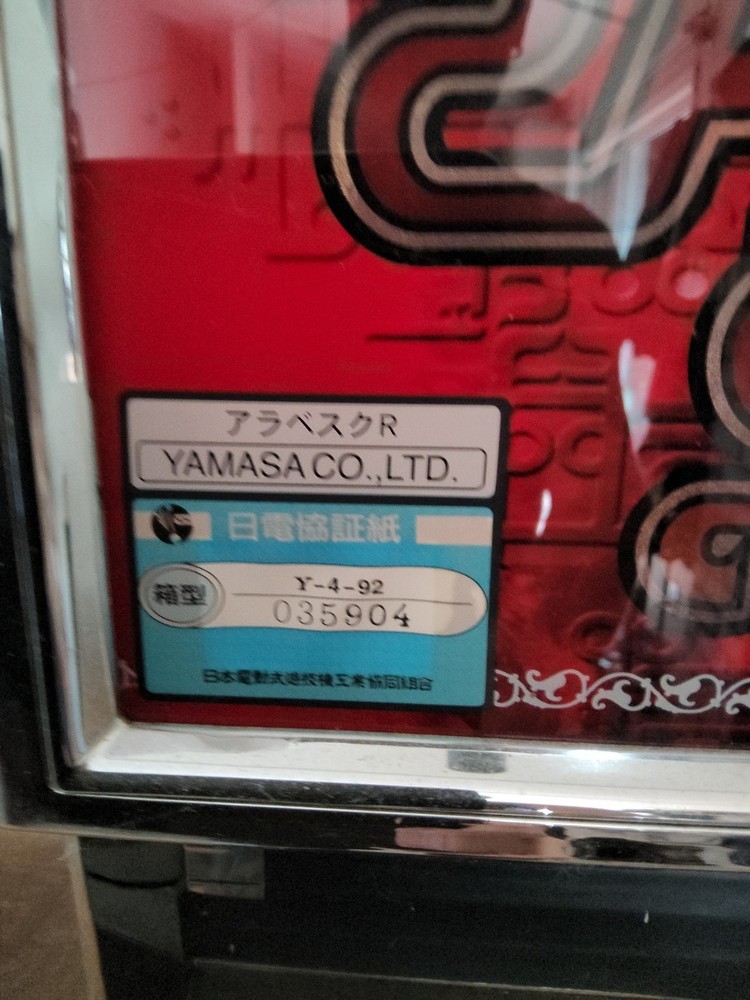 アラベスクR
YAMASA CO.,LTD.
日電協証紙
箱型
Y-4-92
035904
日本電動式遊技機工業協同組合